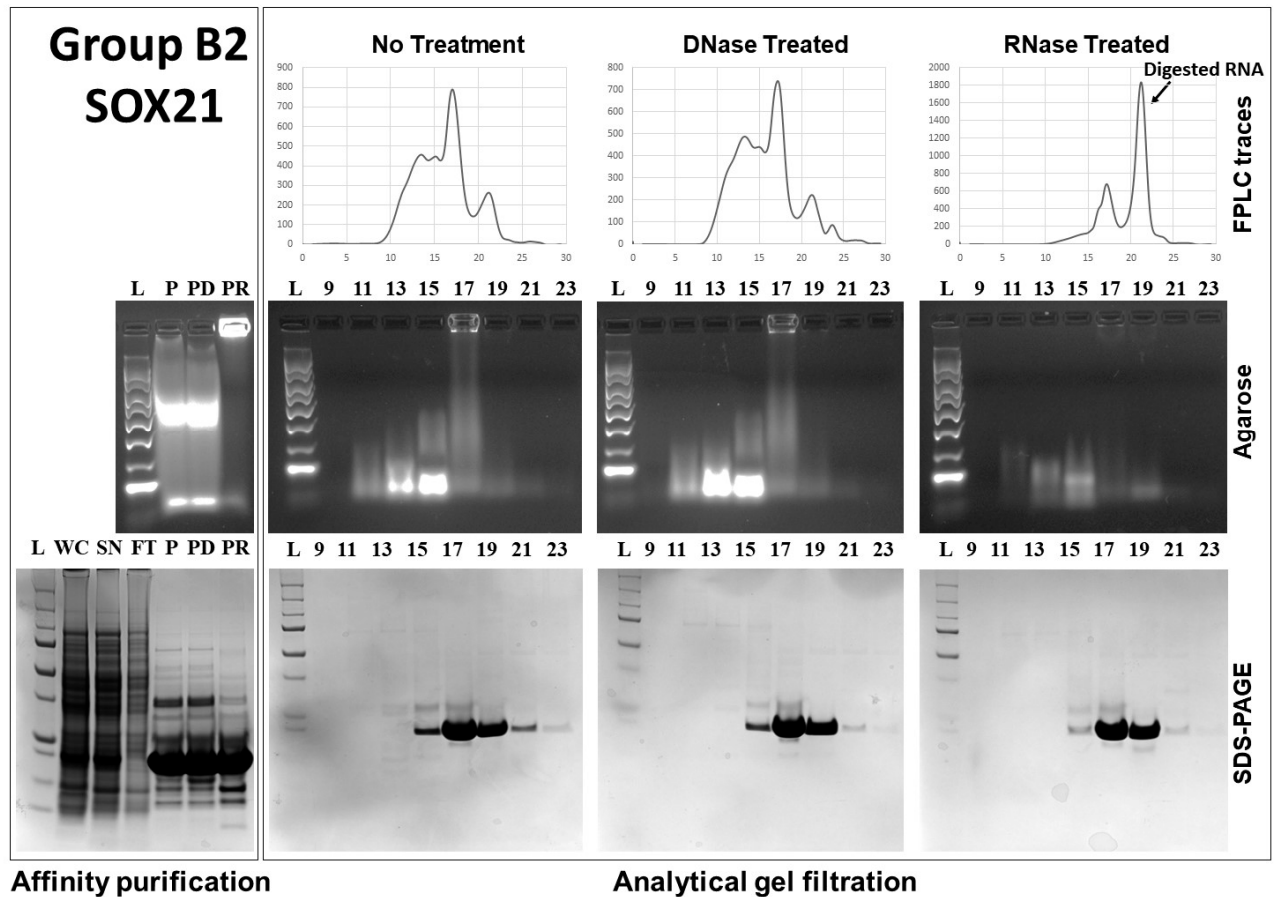 Group B2
SOX21
No Treatment
DNase Treated
RNase Treated
900
800
700
600
500
400
300
200
100
0
0 5 10 15 20 25 30
800
700
600
500
400
300
200
100
0
0 5 10 15 20 25 30
2000
1800
1600
1400
1200
1000
800
600
400
200
0
0 5 10 15 20 25 30
Digested RNA
FPLC traces
L P PD PR
L 9 11 13 15 17 19 21 23
L 9 11 13 15 17 19 21 23
L 9 11 13 15 17 19 21 23
Agarose
L WC SN FT P PD PR
L 9 11 13 15 17 19 21 23
L 9 11 13 15 17 19 21 23
L 9 11 13 15 17 19 21 23
SDS-PAGE
Affinity purification
Analytical gel filtration